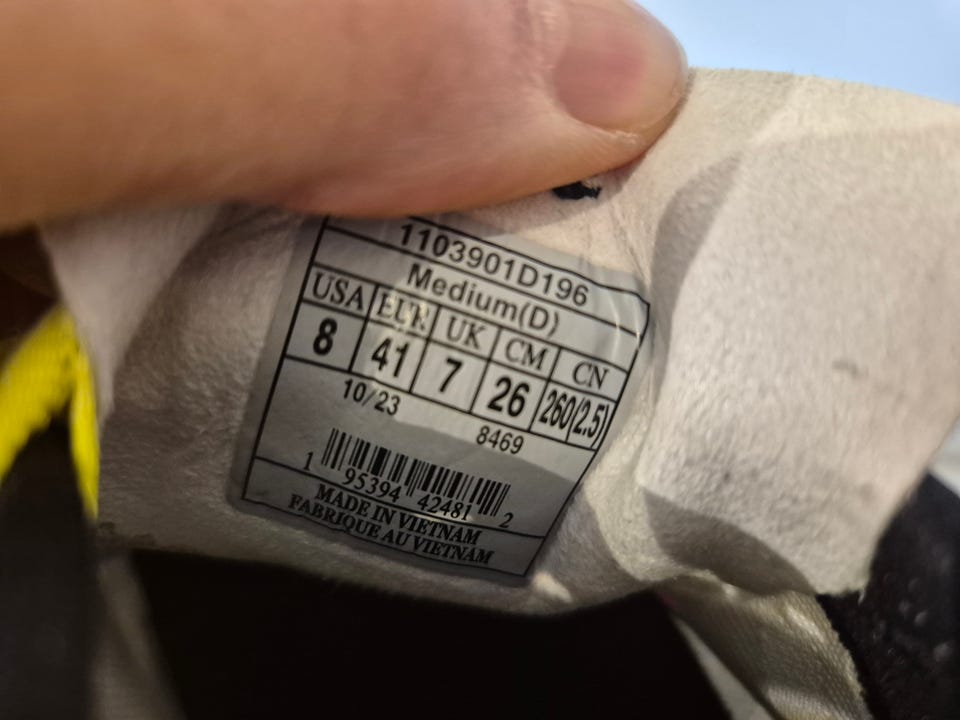 1103901D196
Medium(D)
USA EUR UK CM CN
8 41 7 26 260(2.5)
10/23 8469
1 95394 42481 2
MADE IN VIETNAM
FABRIQUE AU VIETNAM